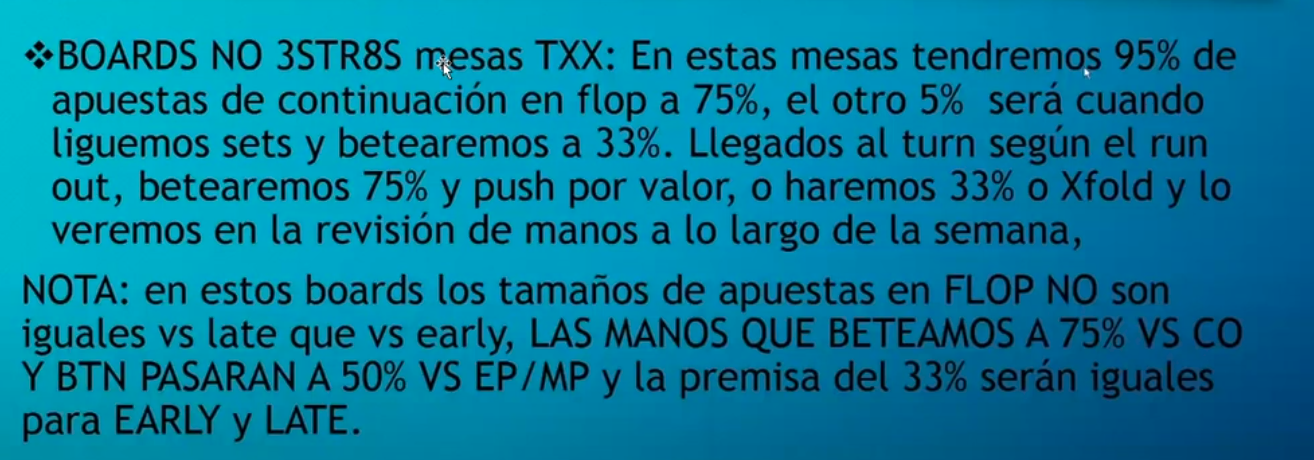 ❖BOARDS NO 3STR8S mesas TXX: En estas mesas tendremos 95% de
apuestas de continuación en flop a 75%, el otro 5% será cuando
liguemos sets y betearemos a 33%. Llegados al turn según el run
out, betearemos 75% y push por valor, o haremos 33% o Xfold y lo
veremos en la revisión de manos a lo largo de la semana,
NOTA: en estos boards los tamaños de apuestas en FLOP NO son
iguales vs late que vs early, LAS MANOS QUE BETEAMOS A 75% VS CO
Y BTN PASARAN A 50% VS EP/MP y la premisa del 33% serán iguales
para EARLY y LATE.